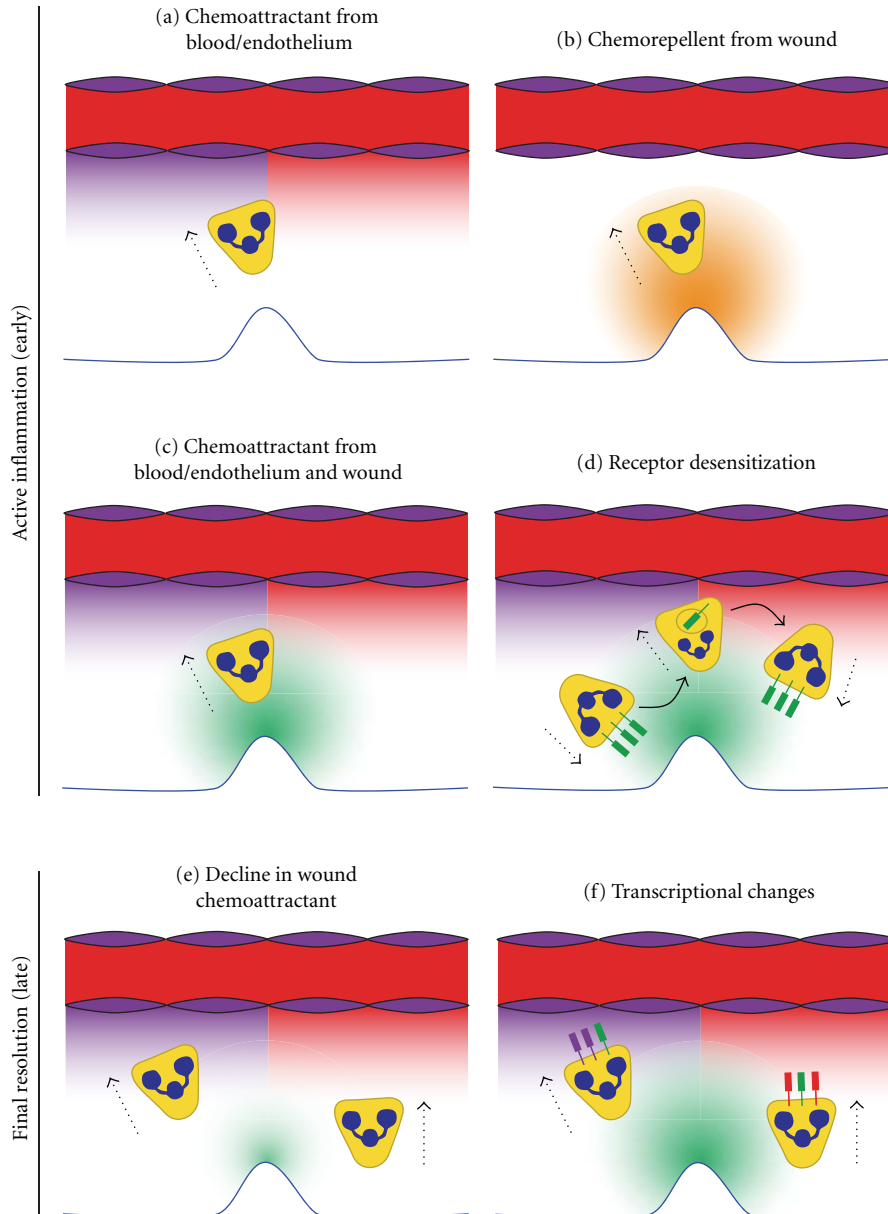 (a) Chemoattractant from
blood/endothelium
(b) Chemorepellent from wound
Active inflammation (early)
(c) Chemoattractant from
blood/endothelium and wound
(d) Receptor desensitization
Final resolution (late)
(e) Decline in wound
chemoattractant
(f) Transcriptional changes